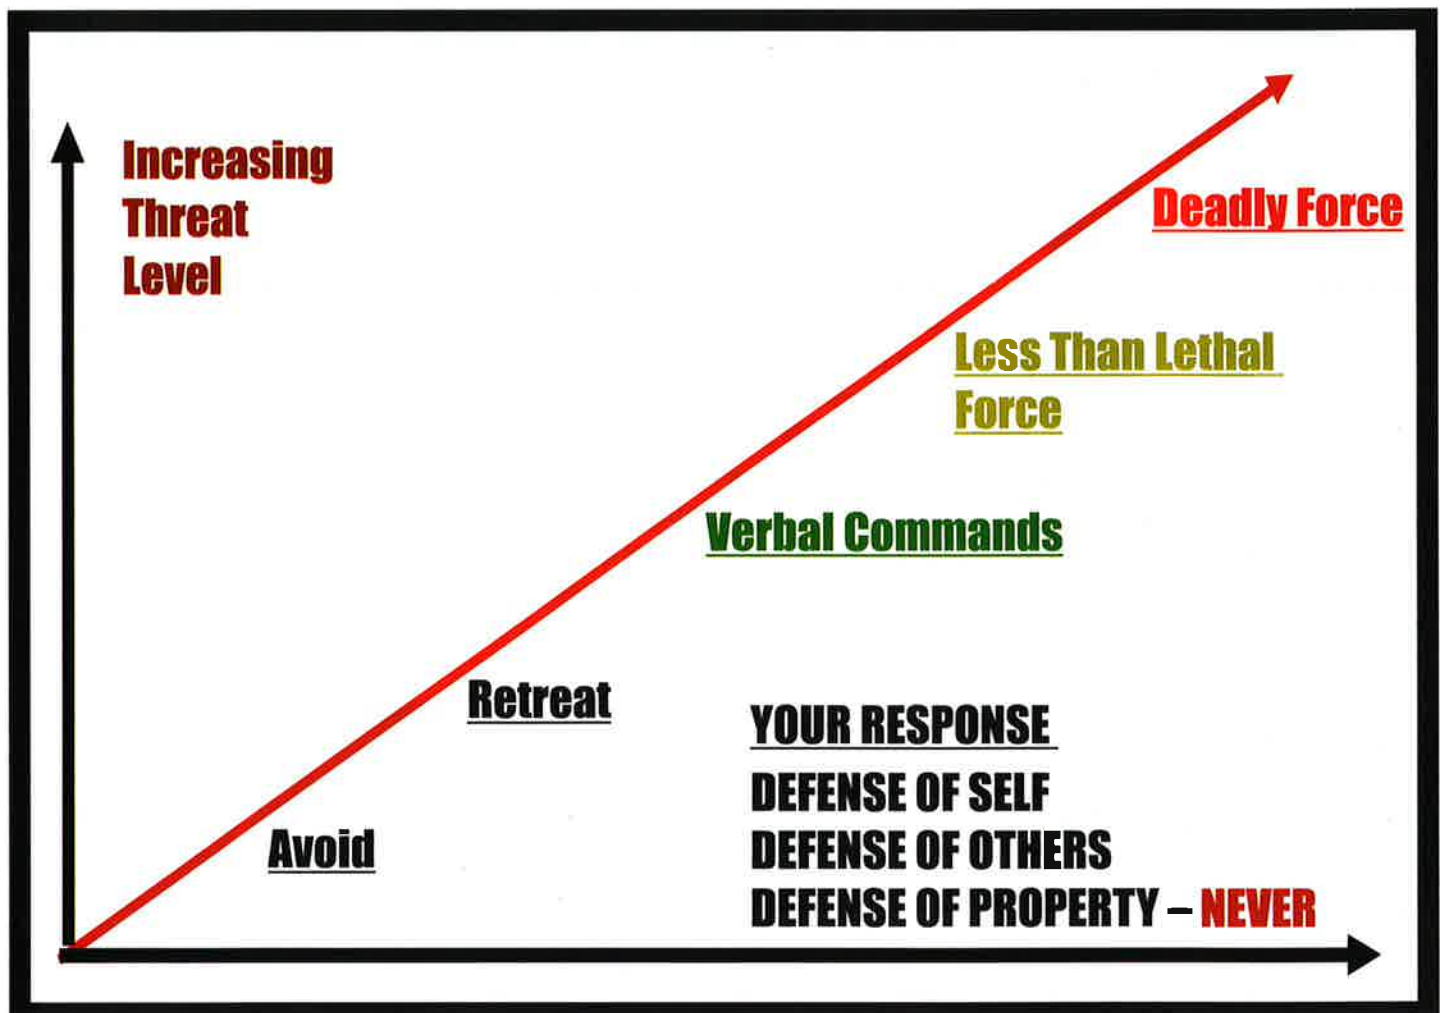 Increasing
Threat
Level
Deadly Force
Less Than Lethal
Force
Verbal Commands
Retreat
Avoid
YOUR RESPONSE
DEFENSE OF SELF
DEFENSE OF OTHERS
DEFENSE OF PROPERTY – NEVER